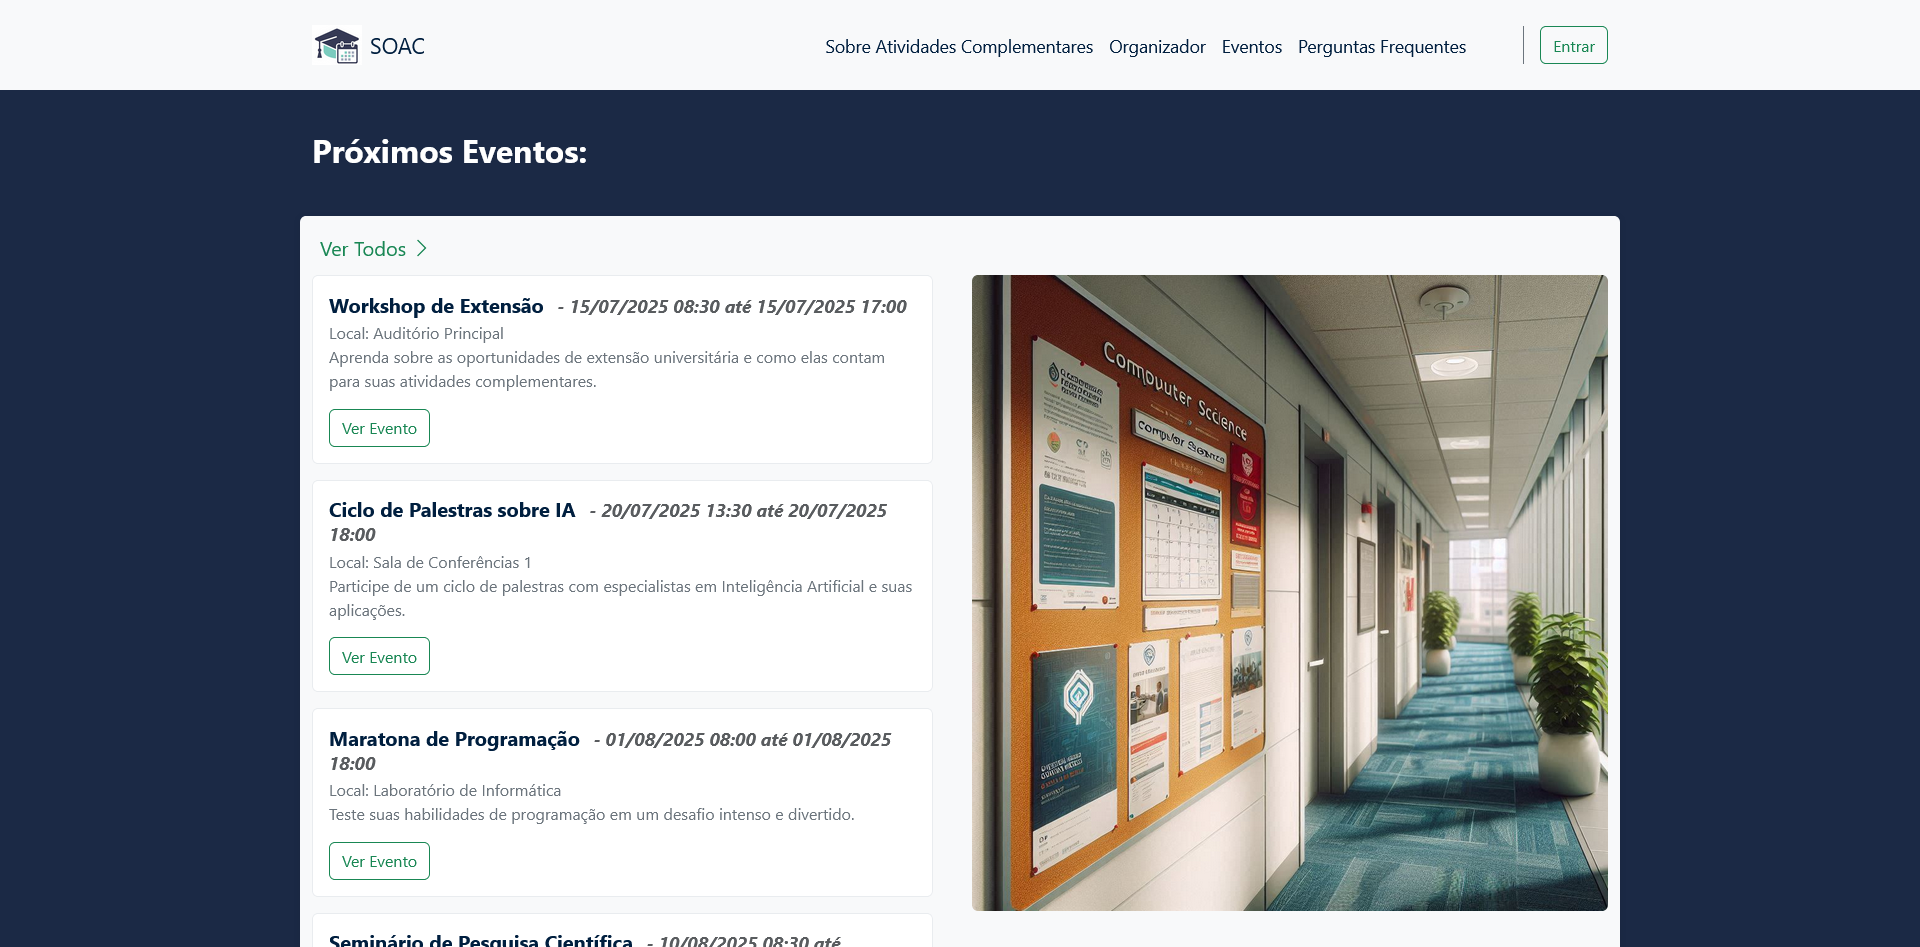 SOAC
Sobre Atividades Complementares
Organizador
Eventos
Perguntas Frequentes
Entrar
Próximos Eventos:
Ver Todos
Workshop de Extensão - 15/07/2025 08:30 até 15/07/2025 17:00
Local: Auditório Principal
Aprenda sobre as oportunidades de extensão universitária e como elas contam
para suas atividades complementares.
Ver Evento
Ciclo de Palestras sobre IA - 20/07/2025 13:30 até 20/07/2025
18:00
Local: Sala de Conferências 1
Participe de um ciclo de palestras com especialistas em Inteligência Artificial e suas
aplicações.
Ver Evento
Maratona de Programação - 01/08/2025 08:00 até 01/08/2025
18:00
Local: Laboratório de Informática
Teste suas habilidades de programação em um desafio intenso e divertido.
Ver Evento
Seminário de Pesquisa Científica - 10/08/2025 08:30 até